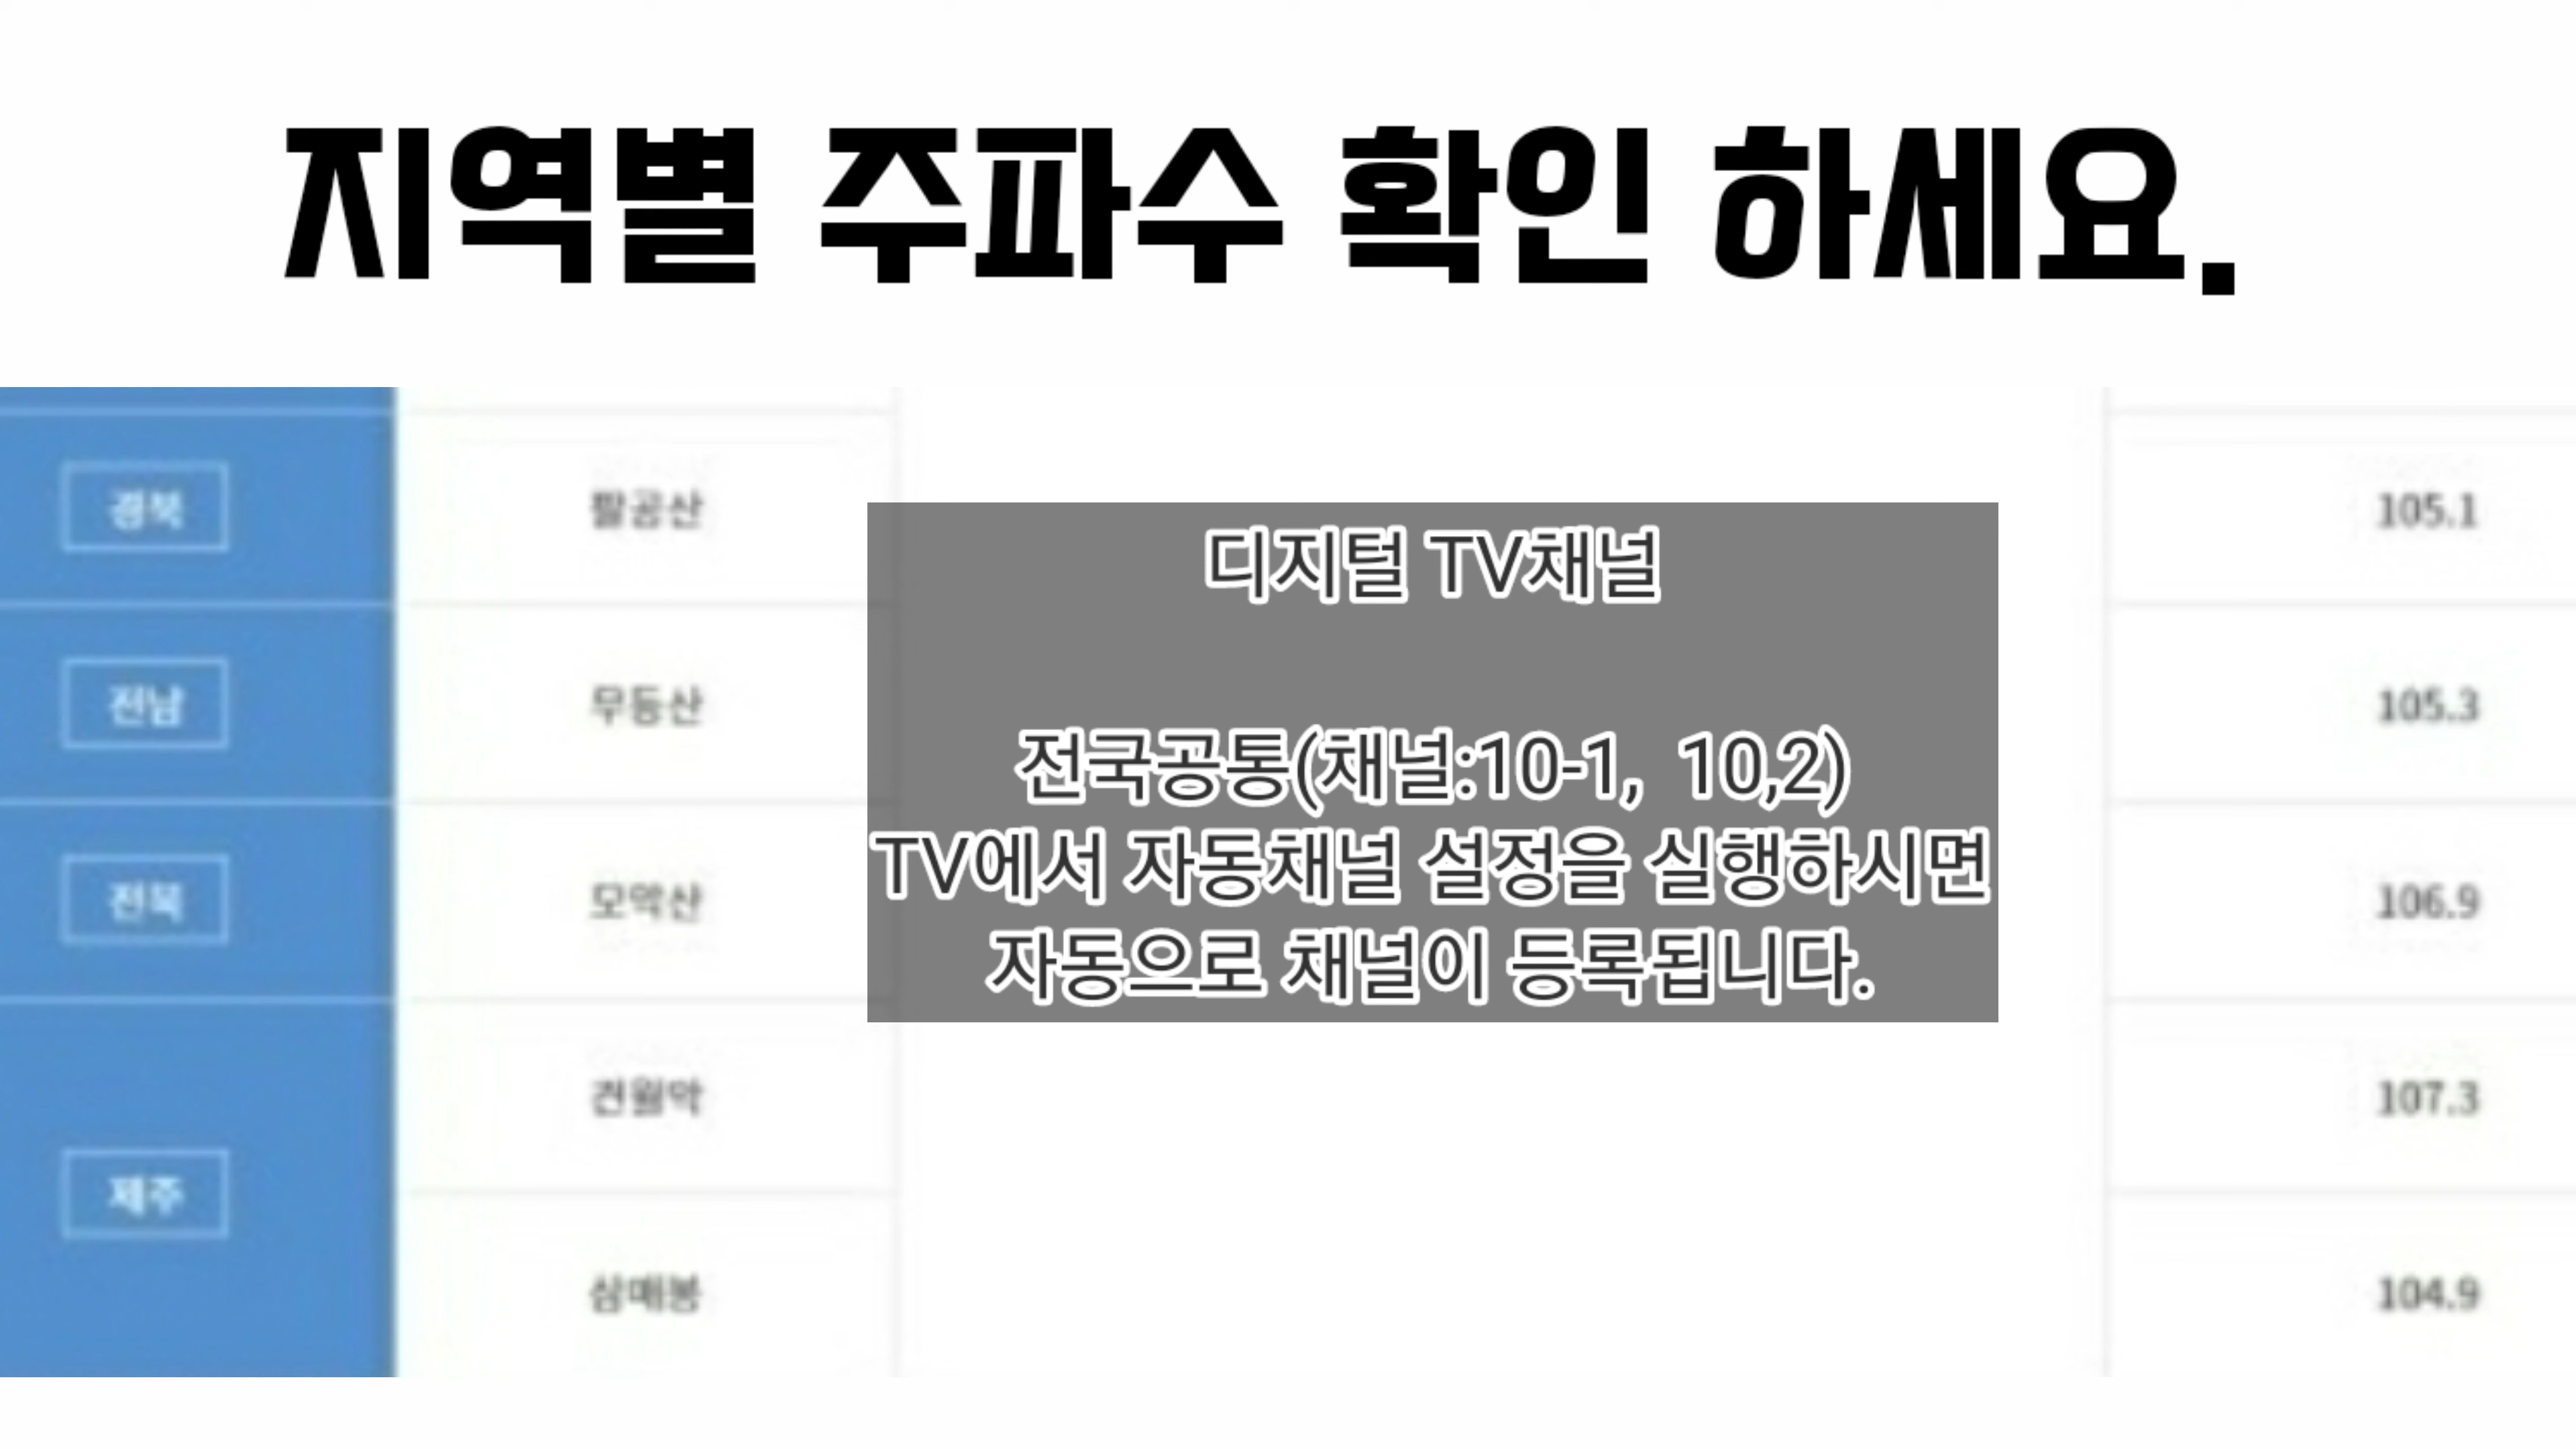 지역별 주파수 확인 하세요.
경북 팔공산 105.1
디지털 TV채널
전남 무등산 105.3
전국공통(채널:10-1, 10,2)
TV에서 자동채널 설정을 실행하시면
전북 모악산 106.9
자동으로 채널이 등록됩니다.
견월악 107.3
제주
삼매봉 104.9